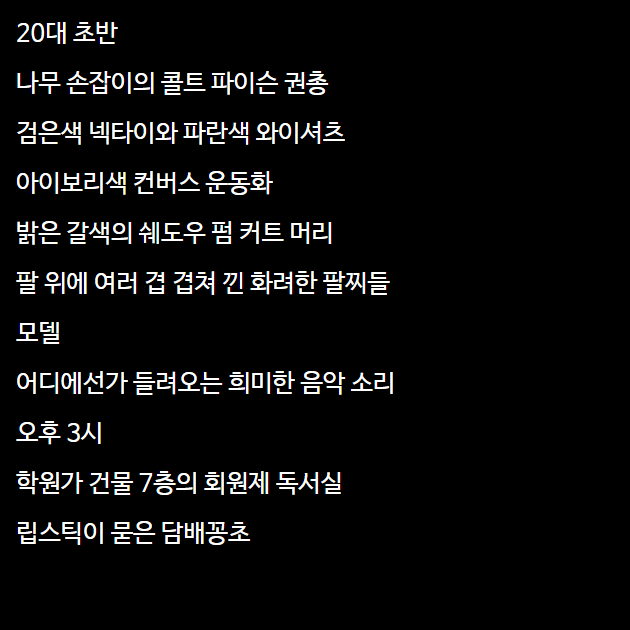 20대 초반
나무 손잡이의 콜트 파이슨 권총
검은색 넥타이와 파란색 와이셔츠
아이보리색 컨버스 운동화
밝은 갈색의 쉐도우 펌 커트 머리
팔 위에 여러 겹 겹쳐 낀 화려한 팔찌들
모델
어디에선가 들려오는 희미한 음악 소리
오후 3시
학원가 건물 7층의 회원제 독서실
립스틱이 묻은 담배꽁초